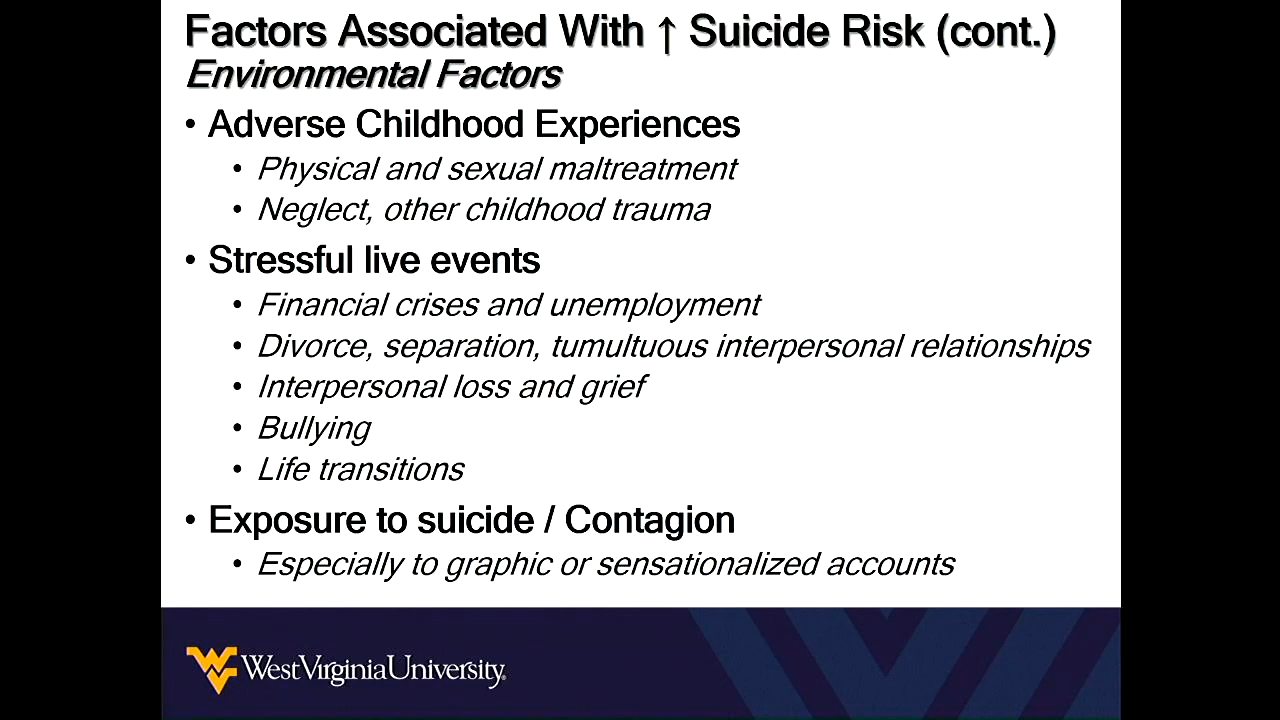 Factors Associated With ↑ Suicide Risk (cont.)
Environmental Factors
• Adverse Childhood Experiences
• Physical and sexual maltreatment
• Neglect, other childhood trauma
• Stressful live events
• Financial crises and unemployment
• Divorce, separation, tumultuous interpersonal relationships
• Interpersonal loss and grief
• Bullying
• Life transitions
• Exposure to suicide / Contagion
• Especially to graphic or sensationalized accounts
WestVirginiaUniversity.